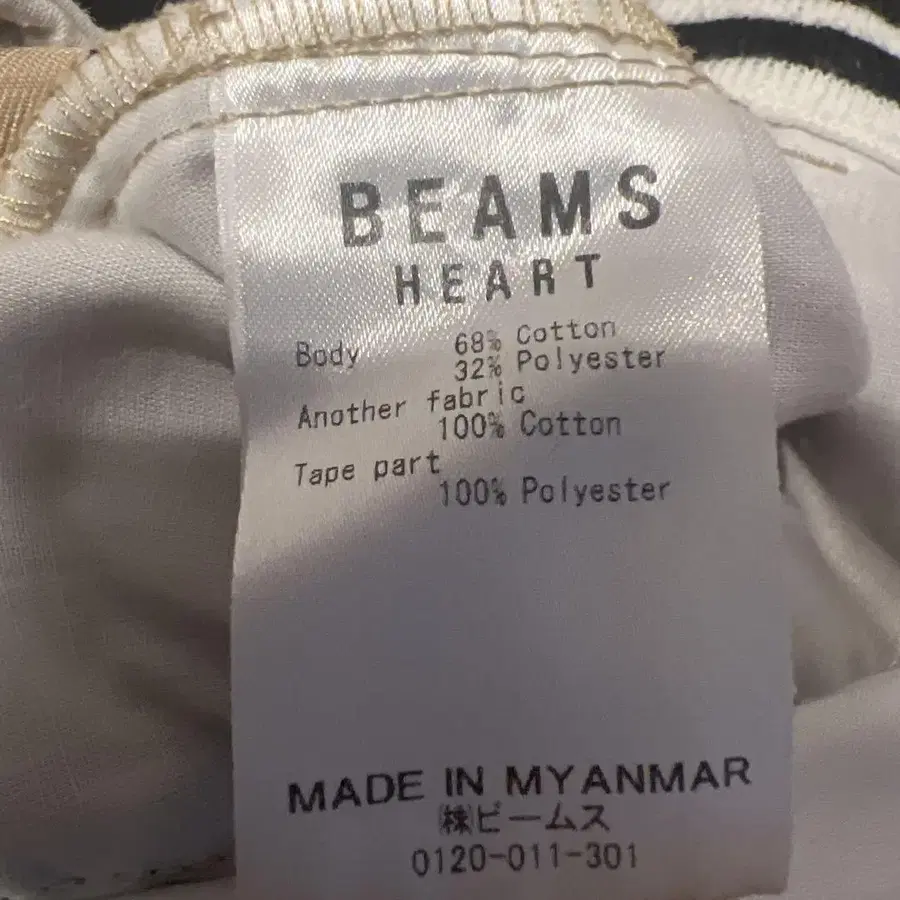 BEAMS
HEART
Body 68% Cotton
32% Polyester
Another fabric
100% Cotton
Tape part
100% Polyester
MADE IN MYANMAR
㈱ビームス
0120-011-301